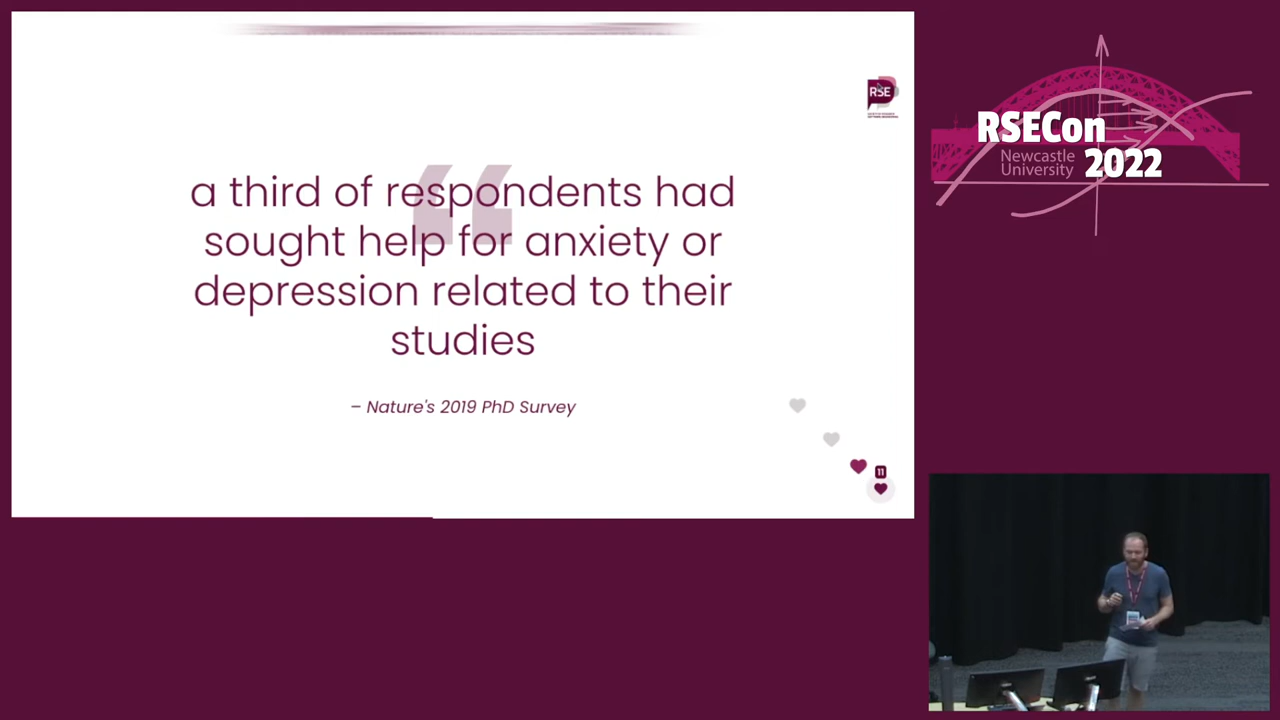 RSE
a third of respondents had
sought help for anxiety or
depression related to their
studies
– Nature's 2019 PhD Survey
11
RSECon
Newcastle
University
2022